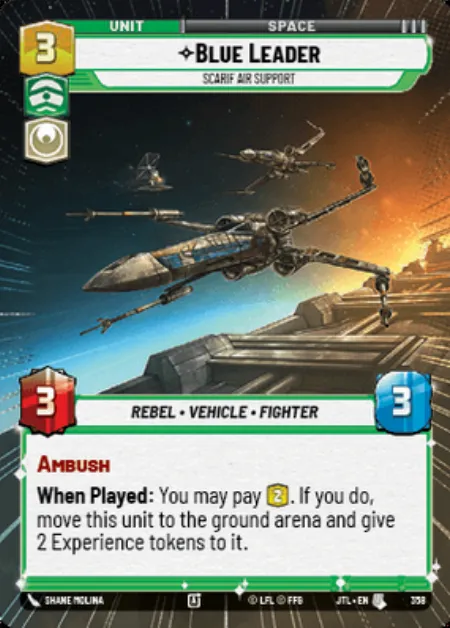 UNIT SPACE
3
BLUE LEADER
SCARIF AIR SUPPORT
3
REBEL • VEHICLE • FIGHTER
3
AMBUSH
When Played: You may pay 2. If you do,
move this unit to the ground arena and give
2 Experience tokens to it.
SHANE MOLINA
A
© LFL © FFG
JTL • EN
358